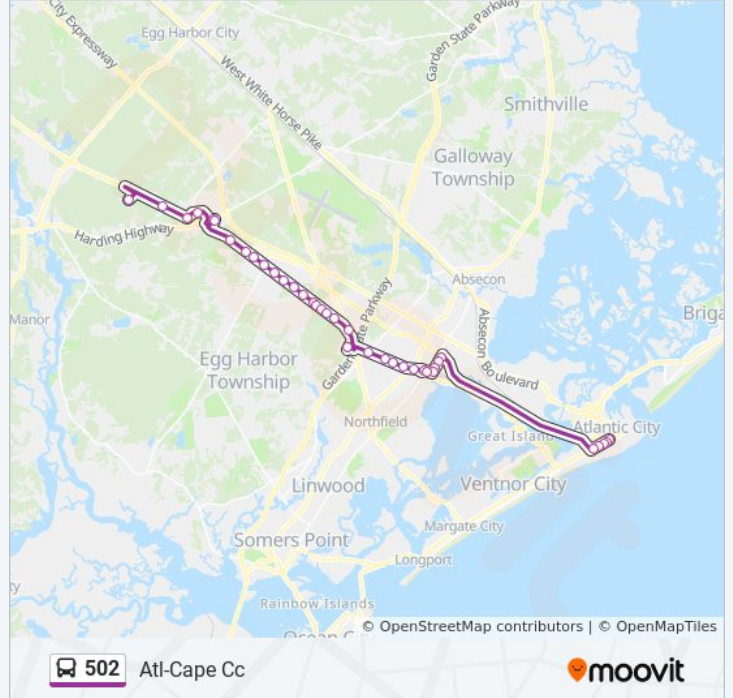 City Expressway
Egg Harbor City
Garden State Parkway
West White Horse Pike
Smithville
Galloway
Township
Harding Highway
Absecon
Manor
Garden State Parkway
Absecon Boulevard
Briga
Egg Harbor
Township
Northfield
Great Island
Atlantic City
Linwood
Ventnor City
Margate City
Somers Point
Longport
ty
Rainbow Islands
Ocean City
© OpenStreetMap contributors | © OpenMapTiles
502 Atl-Cape Cc
moovit